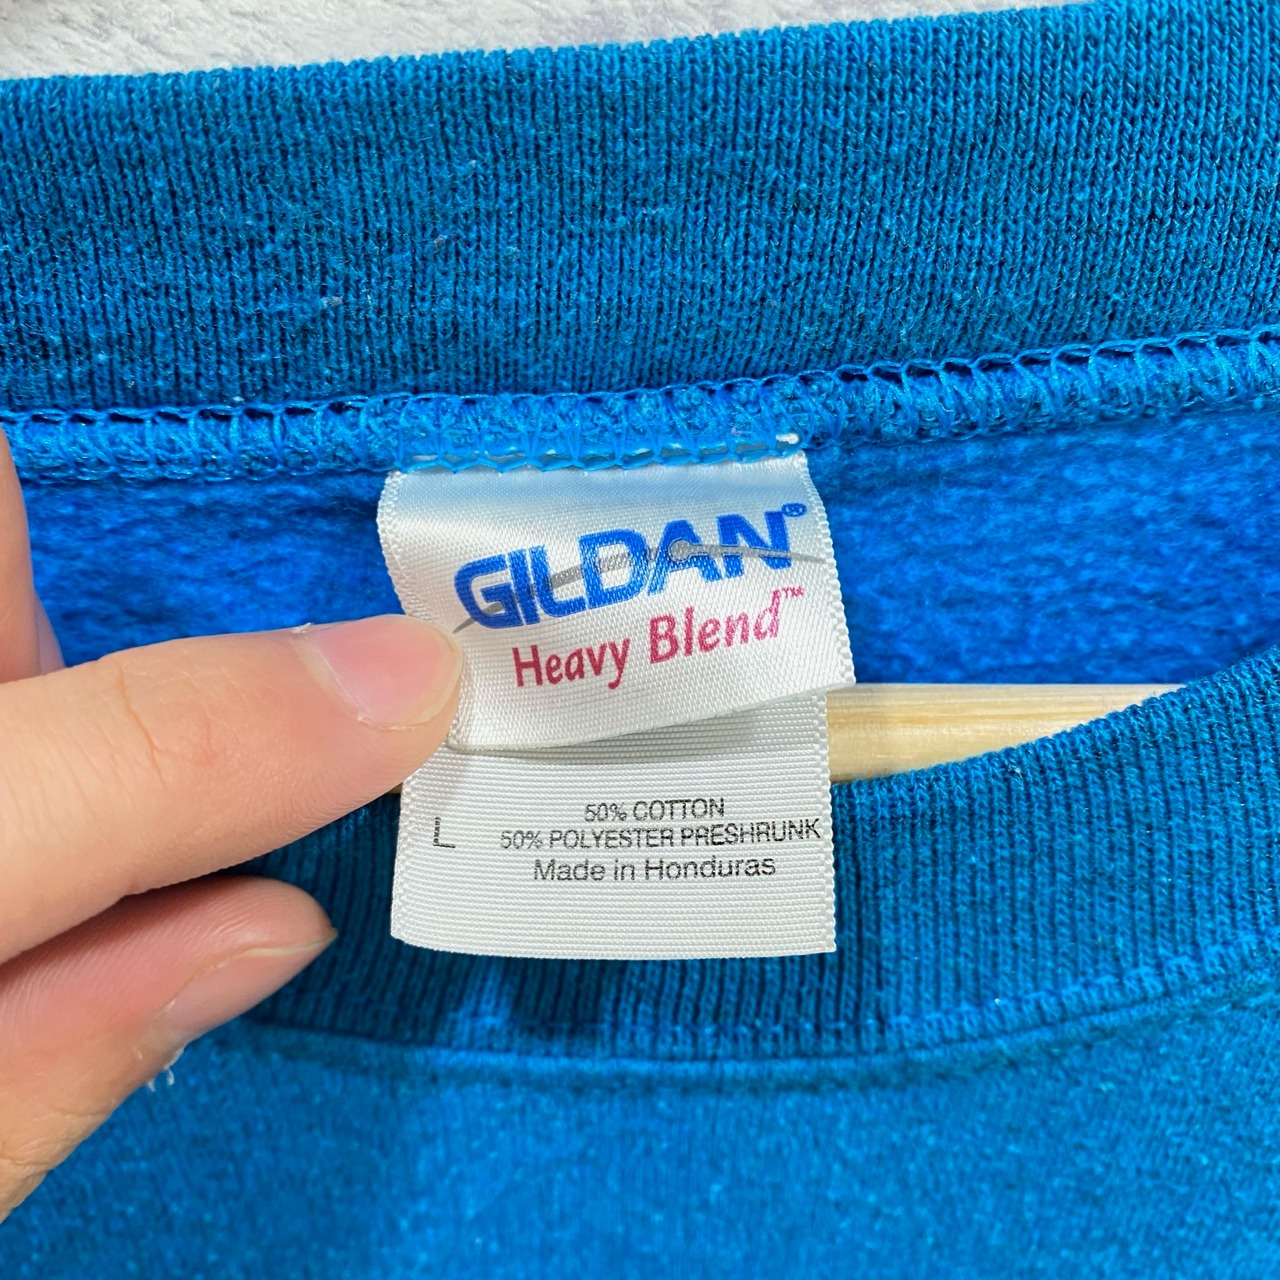 GILDAN®
Heavy Blend™
50% COTTON
L 50% POLYESTER PRESHRUNK
Made in Honduras